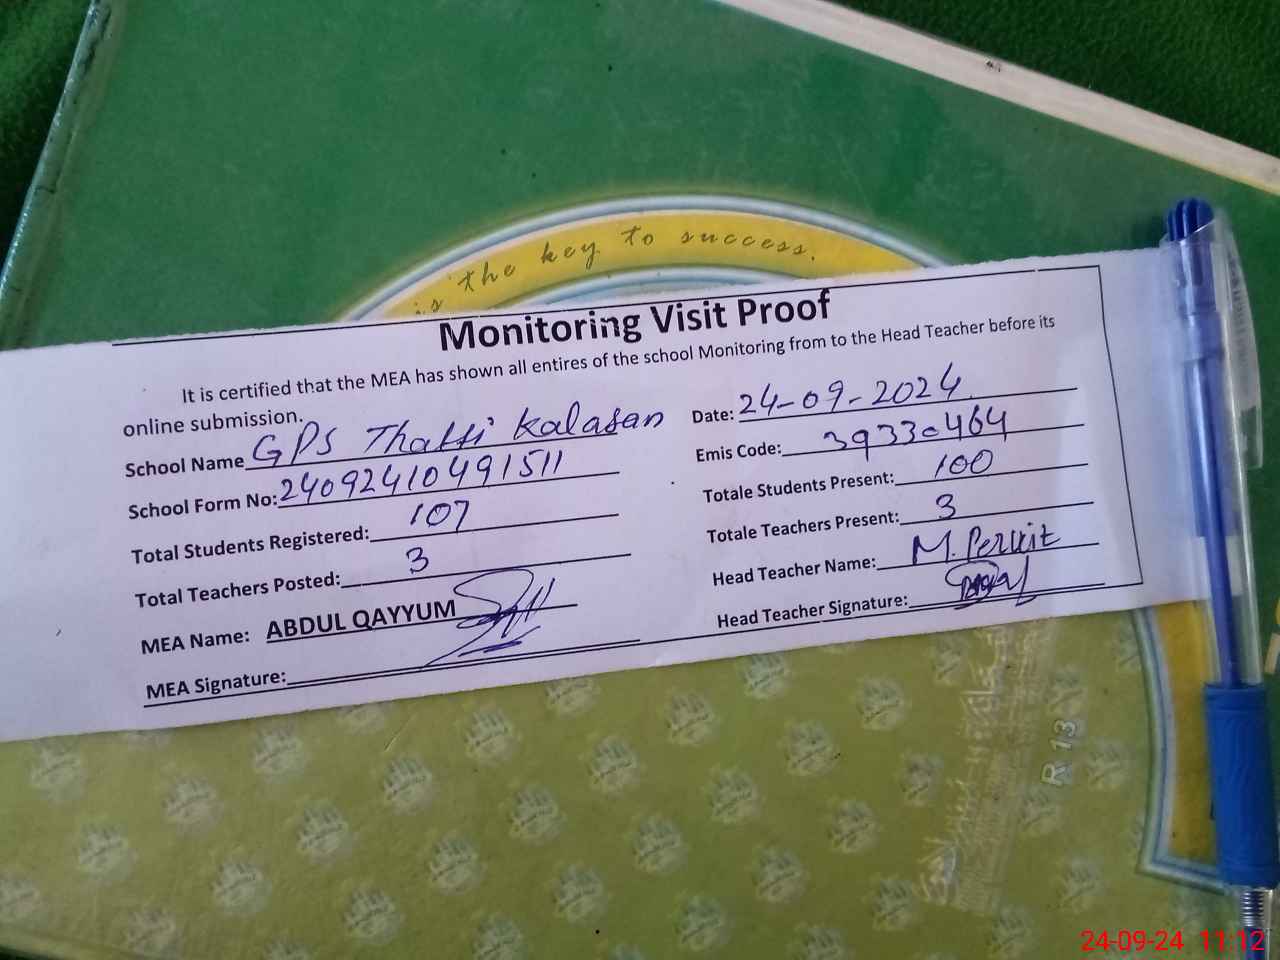 is the key to success.
Monitoring Visit Proof
It is certified that the MEA has shown all entires of the school Monitoring from to the Head Teacher before its
online submission.
School Name GPS Thatti Kalasan
Date: 24-09-2024
School Form No: 24092410491511
Emis Code: 39330464
Total Students Registered: 107
Totale Students Present: 100
Total Teachers Posted: 3
Totale Teachers Present: 3
MEA Name: ABDUL QAYYUM
Head Teacher Name: M.
MEA Signature:
Head Teacher Signature:
R 13
24-09-24 11:12